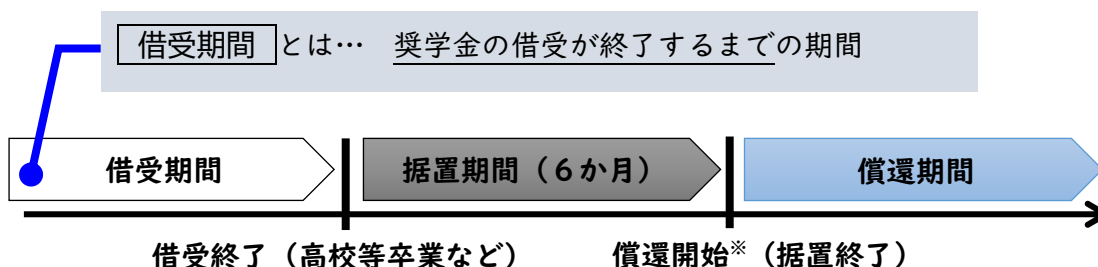 借受期間 とは… 奨学金の借受が終了するまでの期間
借受期間 据置期間（６か月） 償還期間
借受終了（高校等卒業など） 償還開始※（据置終了）